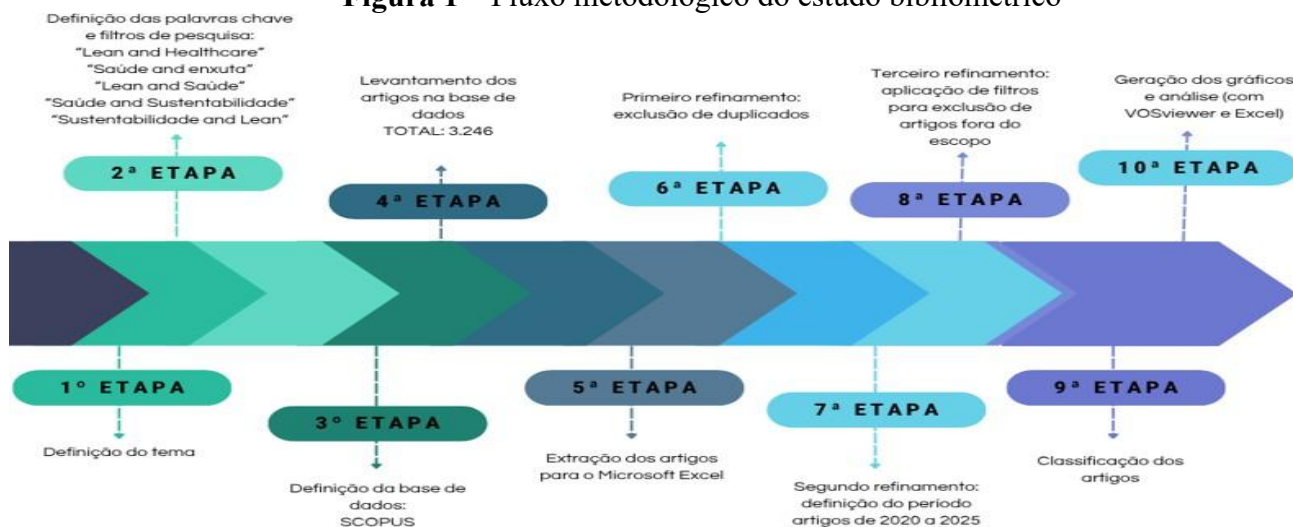 Figura 1 - Fluxo metodológico do estudo bibliométrico
Definição das palavras chave
e filtros de pesquisa:
"Lean and Healthcare"
"Saúde and enxuta"
"Lean and Saúde"
"Saúde and Sustentabilidade"
"Sustentabilidade and Lean"
2ª ETAPA
Levantamento dos
artigos na base de
dados
TOTAL: 3.246
4ª ETAPA
Primeiro refinamento:
exclusão de duplicados
6ª ETAPA
Terceiro refinamento:
aplicação de filtros
para exclusão de
artigos fora do
escopo
8ª ETAPA
Geração dos gráficos
e análise (com
VOSviewer e Excel)
10ª ETAPA
1º ETAPA
Definição do tema
3º ETAPA
Definição da base de
dados:
SCOPUS
5ª ETAPA
Extração dos artigos
para o Microsoft Excel
7ª ETAPA
Segundo refinamento:
definição do período
artigos de 2020 a 2025
9ª ETAPA
Classificação dos
artigos